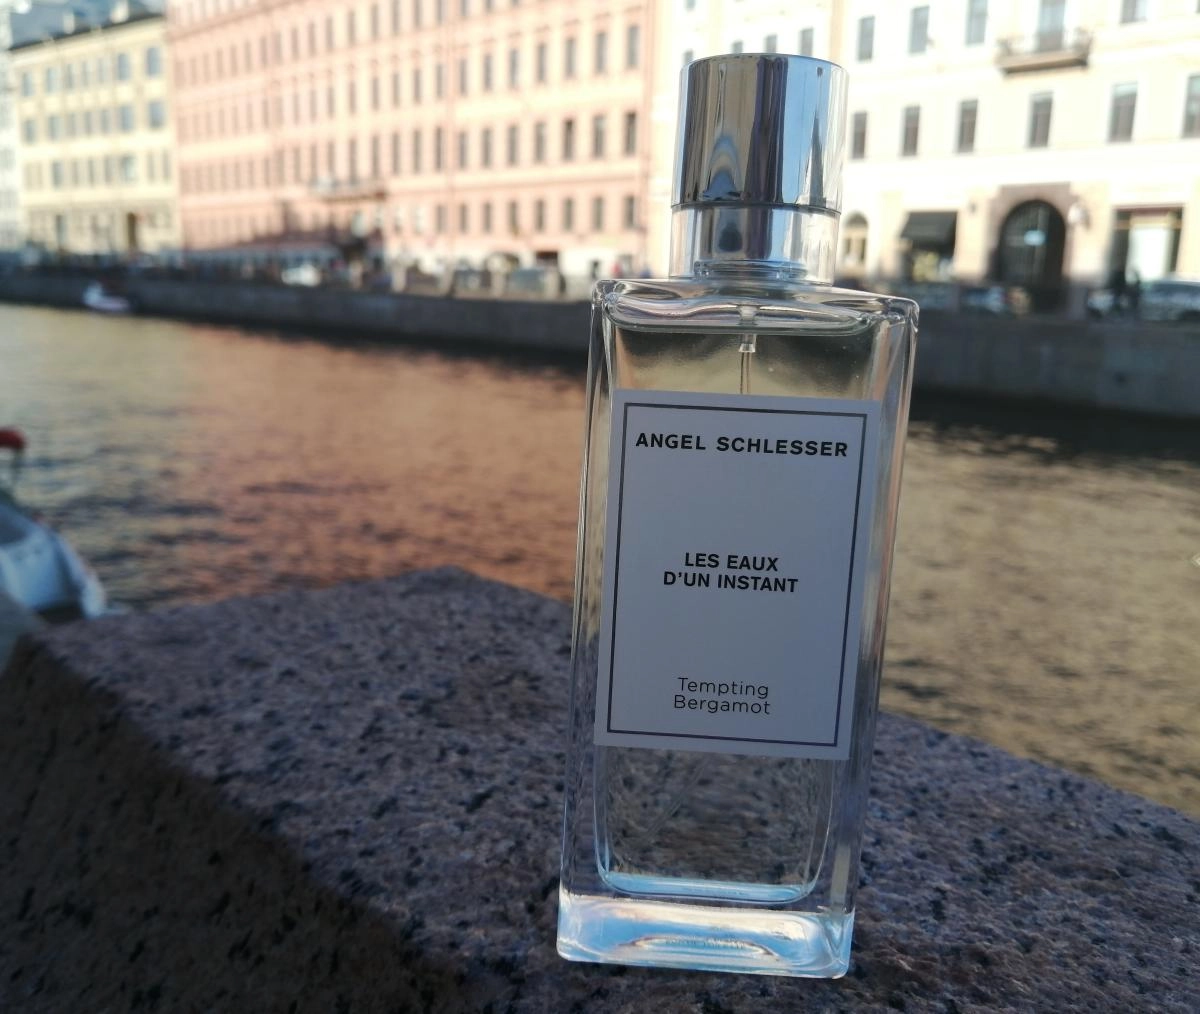 ANGEL SCHLESSER
LES EAUX
D'UN INSTANT
Tempting
Bergamot